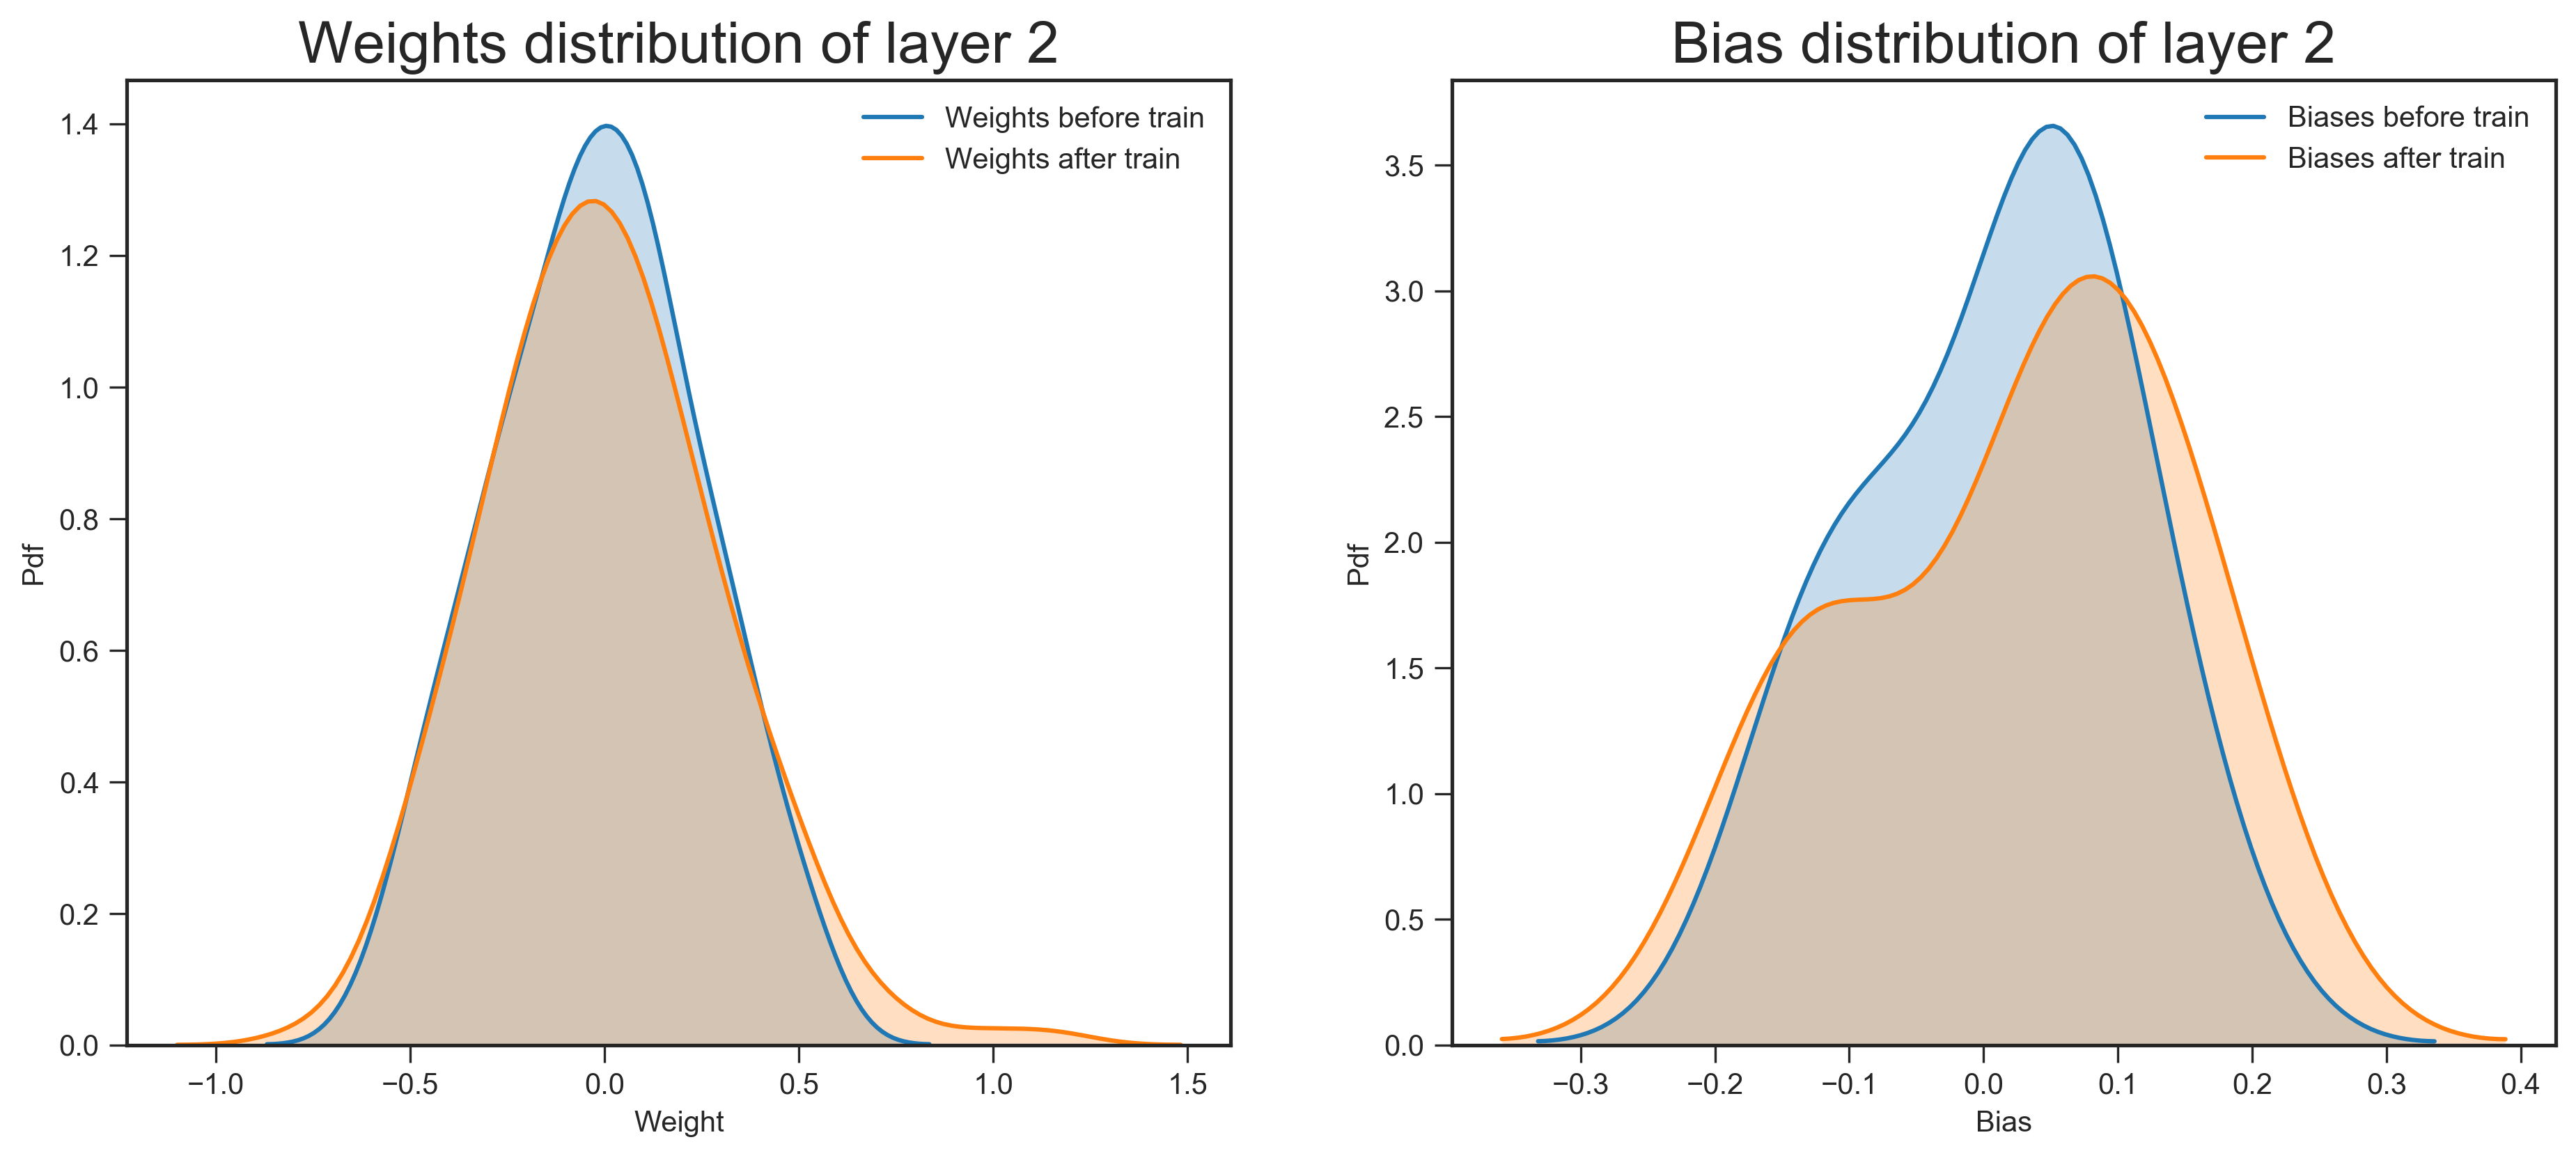 Weights distribution of layer 2
Weights before train
Weights after train
1.4
1.2
1.0
0.8
0.6
0.4
0.2
0.0
Pdf
−1.0 −0.5 0.0 0.5 1.0 1.5
Weight
Bias distribution of layer 2
Biases before train
Biases after train
3.5
3.0
2.5
2.0
1.5
1.0
0.5
0.0
Pdf
−0.3 −0.2 −0.1 0.0 0.1 0.2 0.3 0.4
Bias